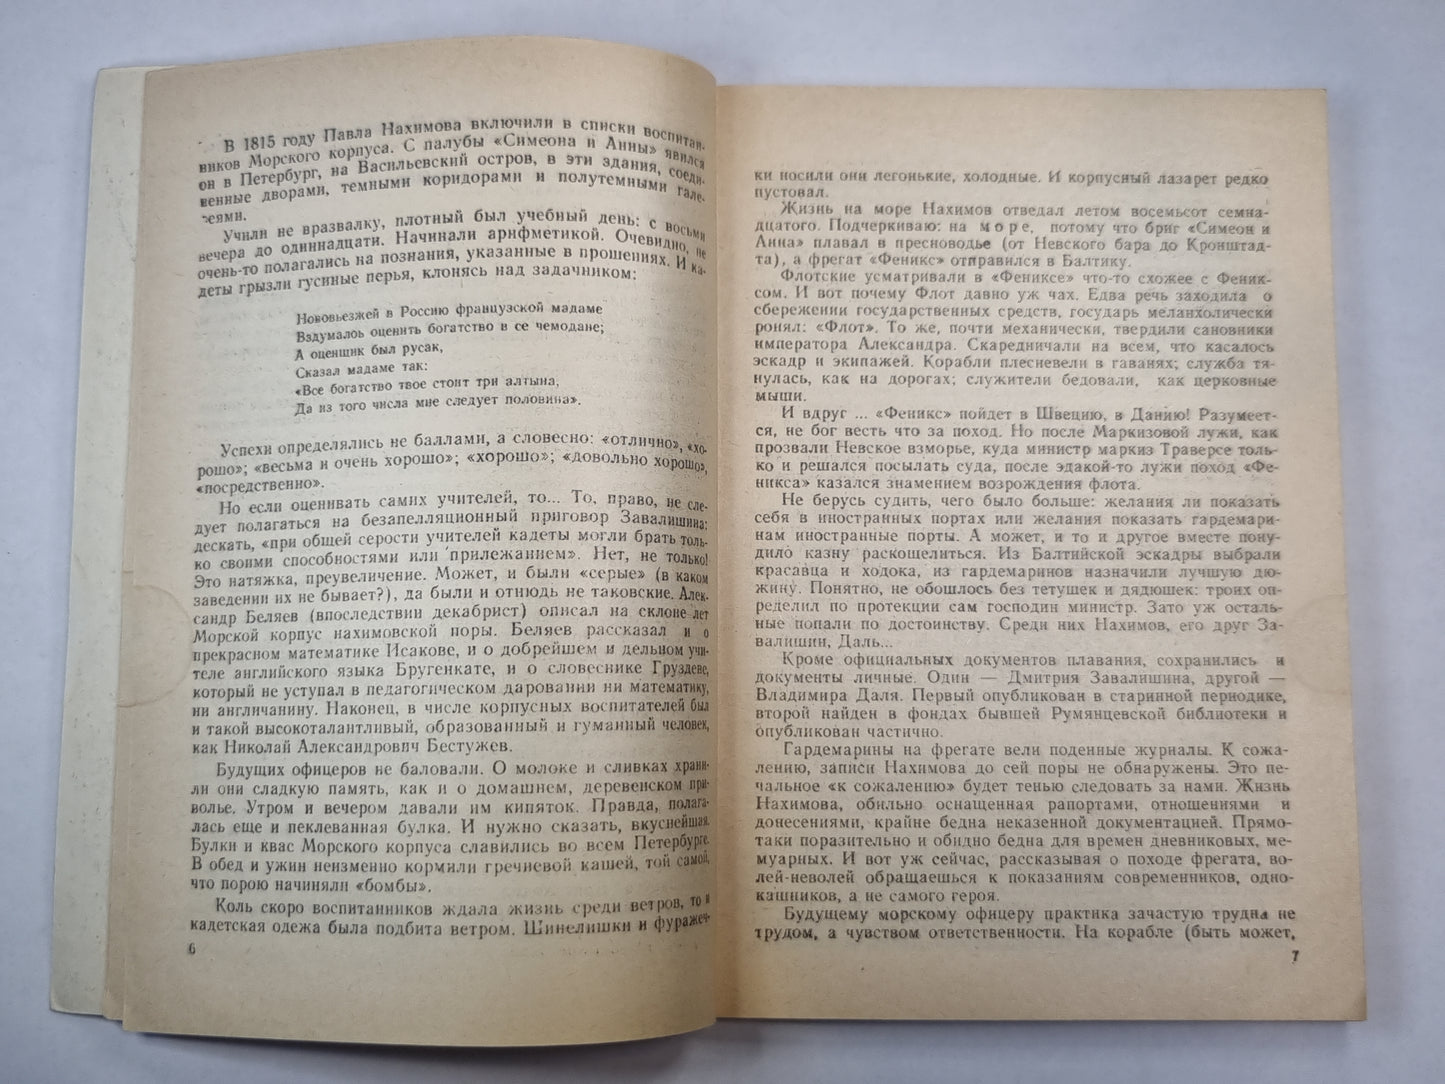 В 1815 году Павла Нахимова включили в списки воспитан-
ников Морского корпуса. С палубы «Симеона и Анны» явился
он в Петербург, на Васильевский остров, в эти здания, соеди-
ненные дворами, темными коридорами и полутемными гале-
реями.
Учили не вразвалку, плотный был учебный день: с восьми
вечера до одиннадцати. Начинали арифметикой. Очевидно, не
очень-то полагались на познания, указанные в прошениях. И ка-
деты грызли гусиные перья, клонясь над задачником:
Нововьезжей в Россию французской мадаме
Вздумалось оценить богатство в се чемодане;
А оценщик был русак,
Сказал мадаме так:
«Все богатство твое стоит три алтына,
Да из того числа мне следует половина».
Успехи определялись не баллами, а словесно: «отлично», «хо-
рошо»; «весьма и очень хорошо»; «хорошо»; «довольно хорошо»,
«посредственно».
Но если оценивать самих учителей, то... То, право, не сле-
дует полагаться на безапелляционный приговор Завалишина:
дескать, «при общей серости учителей кадеты могли брать толь-
ко своими способностями или прилежанием». Нет, не только!
Это натяжка, преувеличение. Может, и были «серые» (в каком
заведении их не бывает?), да были и отнюдь не таковские. Алек-
сандр Беляев (впоследствии декабрист) описал на склоне лет
Морской корпус нахимовской поры. Беляев рассказал и о
прекрасном математике Исакове, и о добрейшем и дельном учи-
теле английского языка Бругенкате, и о словеснике Груздеве,
который не уступал в педагогическом даровании ни математику,
ни англичанину. Наконец, в числе корпусных воспитателей был
и такой высокоталантливый, образованный и гуманный человек,
как Николай Александрович Бестужев.
Будущих офицеров не баловали. О молоке и сливках храни-
ли они сладкую память, как и о домашнем, деревенском при-
волье. Утром и вечером давали им кипяток. Правда, полага-
лась еще и пеклеванная булка. И нужно сказать, вкуснейшая.
Булки и квас Морского корпуса славились во всем Петербурге.
В обед и ужин неизменно кормили гречневой кашей, той самой,
что порою начиняли «бомбы».
Коль скоро воспитанников ждала жизнь среди ветров, то и
кадетская одежа была подбита ветром. Шинелишки и фуражеч-
6
ки носили они легонькие, холодные. И корпусный лазарет редко
пустовал.
Жизнь на море Нахимов отведал летом восемьсот семна-
дцатого. Подчеркиваю: на море, потому что бриг «Симеон и
Анна» плавал в пресноводье (от Невского бара до Кронштад-
та), а фрегат «Феникс» отправился в Балтику.
Флотские усматривали в «Фениксе» что-то схожее с Феник-
сом. И вот почему Флот давно уж чах. Едва речь заходила о
сбережении государственных средств, государь меланхолически
ронял: «Флот». То же, почти механически, твердили сановники
императора Александра. Скаредничали на всем, что касалось
эскадр и экипажей. Корабли плесневели в гаванях; служба тя-
нулась, как на дорогах; служители бедовали, как церковные
мыши.
И вдруг ... «Феникс» пойдет в Швецию, в Данию! Разумеет-
ся, не бог весть что за поход. Но после Маркизовой лужи, как
прозвали Невское взморье, куда министр маркиз Траверсе толь-
ко и решался посылать суда, после эдакой-то лужи поход «Фе-
никса» казался знамением возрождения флота.
Не берусь судить, чего было больше: желания ли показать
себя в иностранных портах или желания показать гардемари-
нам иностранные порты. А может, и то и другое вместе пону-
дило казну раскошелиться. Из Балтийской эскадры выбрали
красавца и ходока, из гардемаринов назначили лучшую дю-
жину. Понятно, не обошлось без тетушек и дядюшек: троих оп-
ределил по протекции сам господин министр. Зато уж осталь-
ные попали по достоинству. Среди них Нахимов, его друг За-
валишин, Даль...
Кроме официальных документов плавания, сохранились и
документы личные. Один — Дмитрия Завалишина, другой —
Владимира Даля. Первый опубликован в старинной периодике,
второй найден в фондах бывшей Румянцевской библиотеки и
опубликован частично.
Гардемарины на фрегате вели поденные журналы. К сожа-
лению, записи Нахимова до сей поры не обнаружены. Это пе-
чальное «к сожалению» будет тенью следовать за нами. Жизнь
Нахимова, обильно оснащенная рапортами, отношениями и
донесениями, крайне бедна неказенной документацией. Прямо-
таки поразительно и обидно бедна для времен дневниковых, ме-
муарных. И вот уж сейчас, рассказывая о походе фрегата, во-
лей-неволей обращаешься к показаниям современников, одно-
кашников, а не самого героя.
Будущему морскому офицеру практика зачастую трудна не
трудом, а чувством ответственности. На корабле (быть может,
7